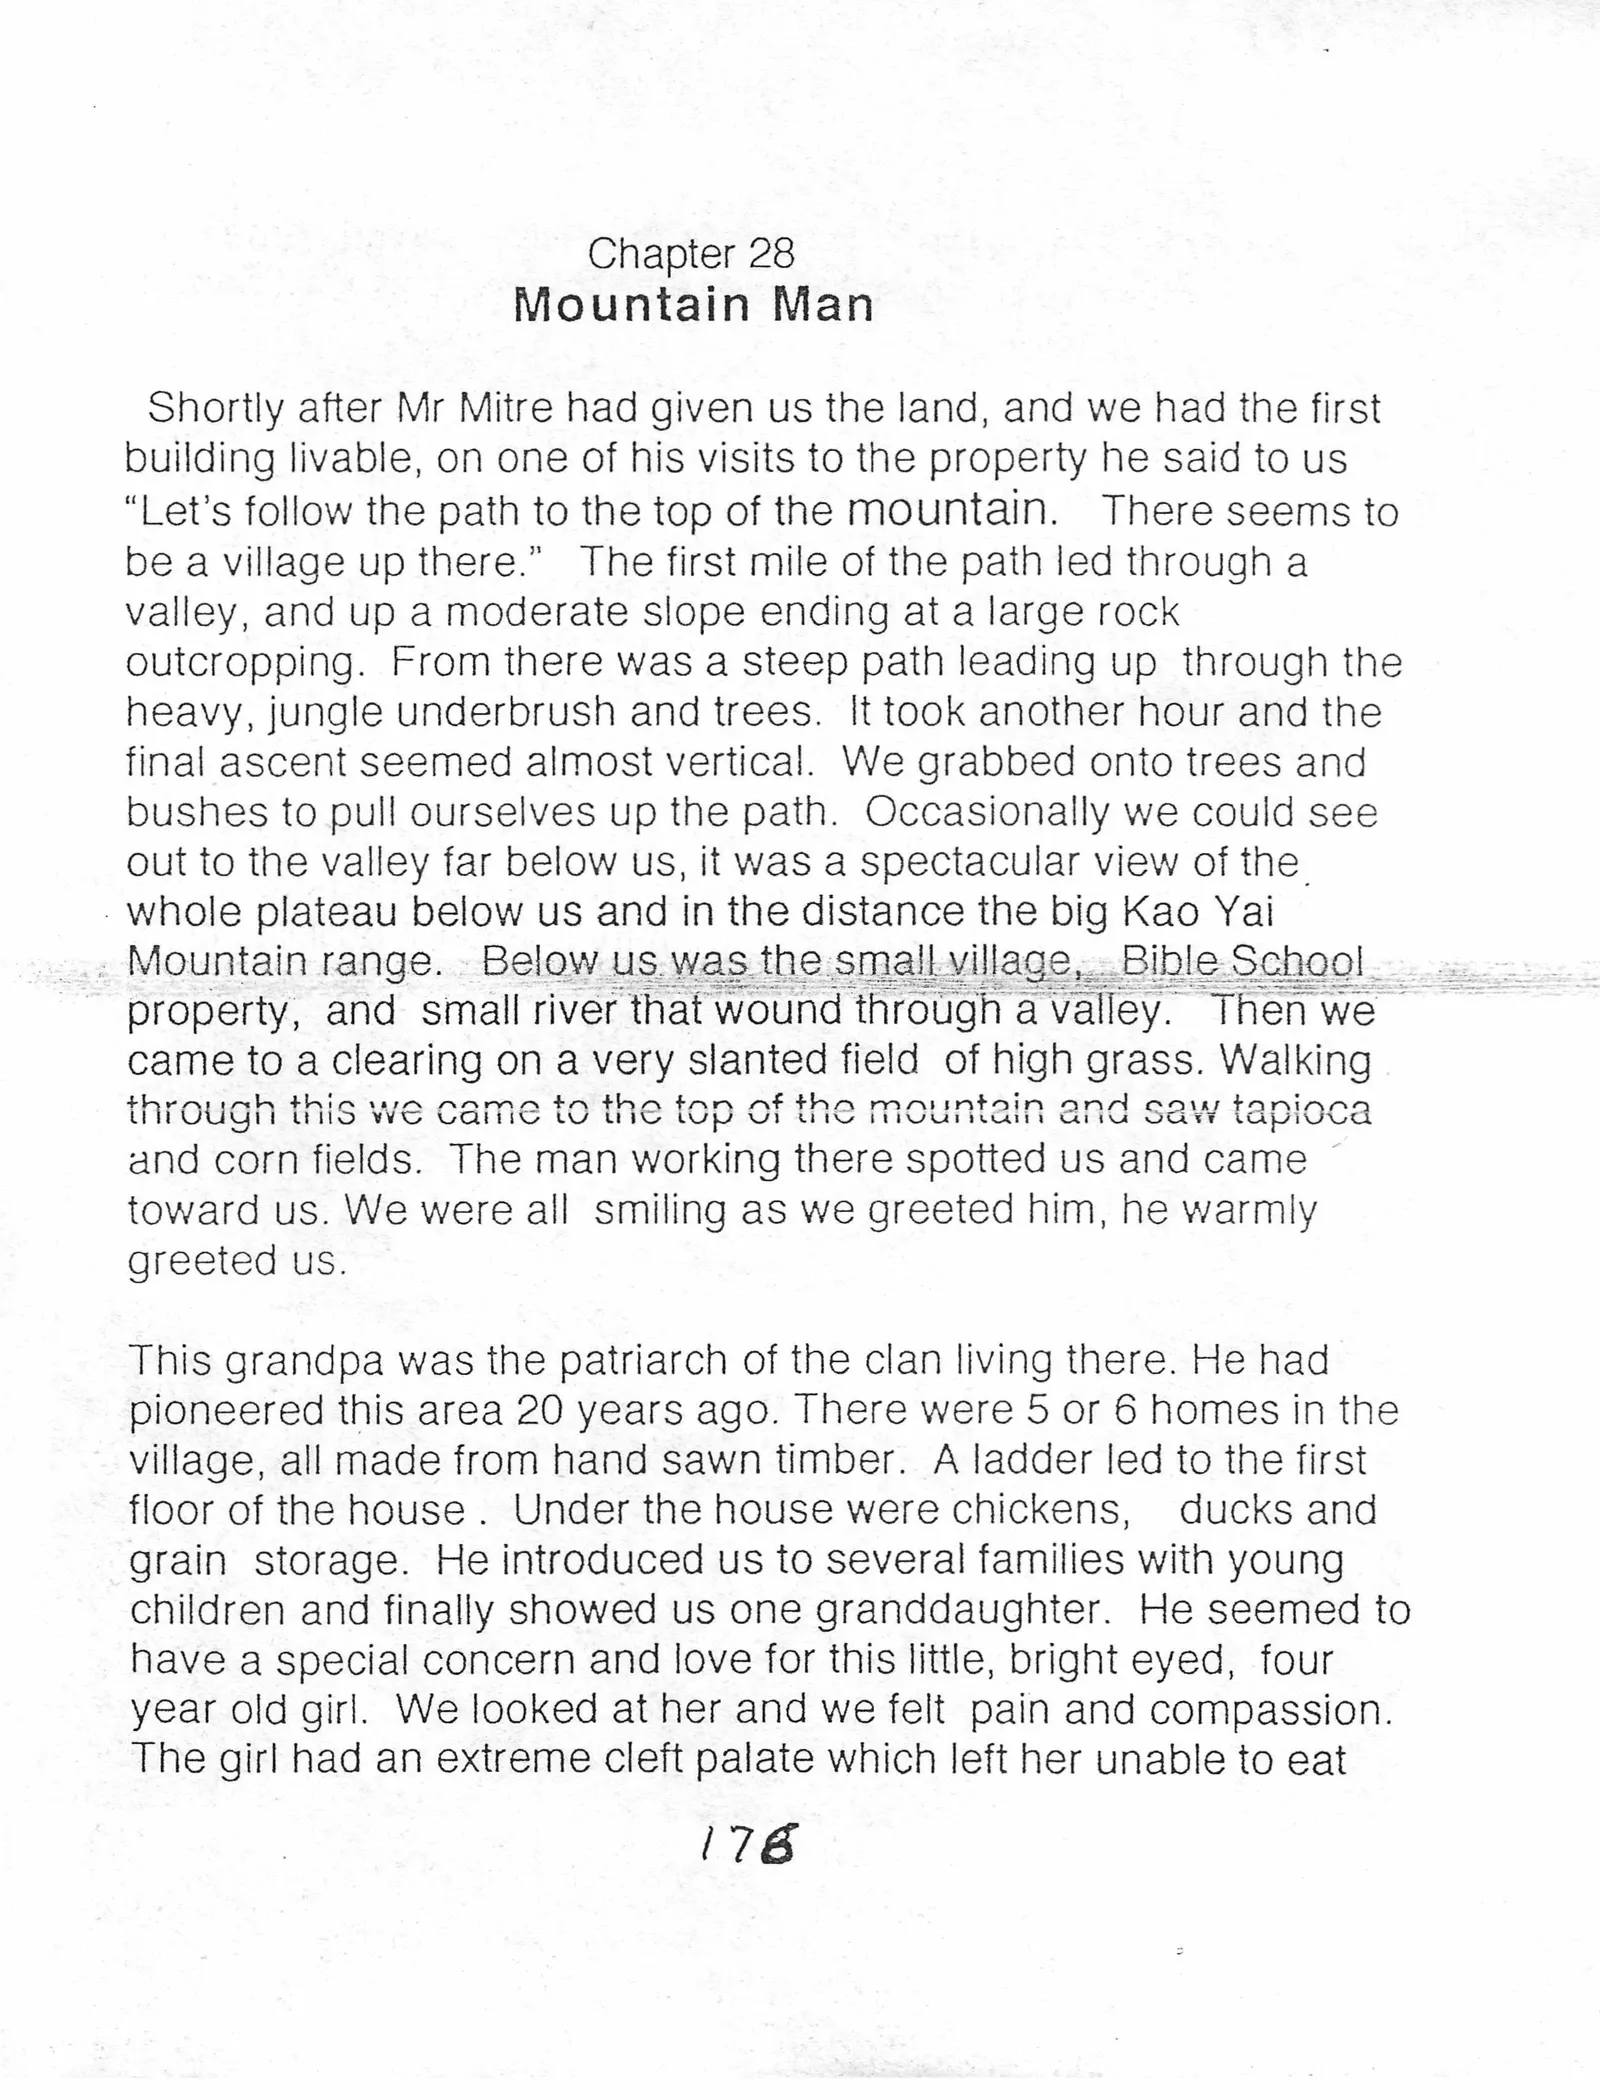 Chapter 28
Mountain Man
Shortly after Mr Mitre had given us the land, and we had the first
building livable, on one of his visits to the property he said to us
“Let’s follow the path to the top of the mountain. There seems to
be a village up there.” The first mile of the path led through a
valley, and up a moderate slope ending at a large rock
outcropping. From there was a steep path leading up through the
heavy, jungle underbrush and trees. It took another hour and the
final ascent seemed almost vertical. We grabbed onto trees and
bushes to pull ourselves up the path. Occasionally we could see
out to the valley far below us, it was a spectacular view of the
whole plateau below us and in the distance the big Kao Yai
Mountain range. Below us was the small village, Bible School
property, and small river that wound through a valley. Then we
came to a clearing on a very slanted field of high grass. Walking
through this we came to the top of the mountain and saw tapioca
and corn fields. The man working there spotted us and came
toward us. We were all smiling as we greeted him, he warmly
greeted us.
This grandpa was the patriarch of the clan living there. He had
pioneered this area 20 years ago. There were 5 or 6 homes in the
village, all made from hand sawn timber. A ladder led to the first
floor of the house . Under the house were chickens, ducks and
grain storage. He introduced us to several families with young
children and finally showed us one granddaughter. He seemed to
have a special concern and love for this little, bright eyed, four
year old girl. We looked at her and we felt pain and compassion.
The girl had an extreme cleft palate which left her unable to eat